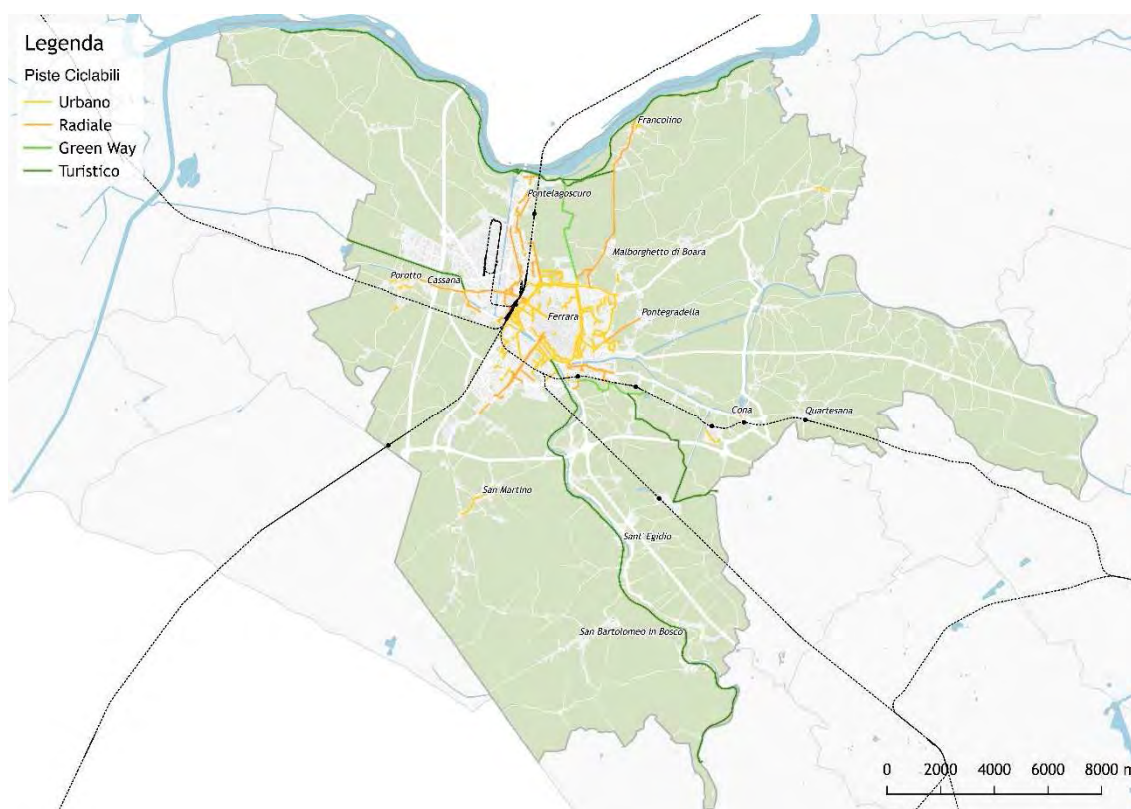 Legenda
Piste Ciclabili
Urbano
Radiale
Green Way
Turistico
Francolino
Pontelagoscuro
Malborghetto di Boara
Porotto
Cassana
Ferrara
Pontegradella
Cona
Quartesana
San Martino
Sant' Egidio
San Bartolomeo in Bosco
0 2000 4000 6000 8000 m